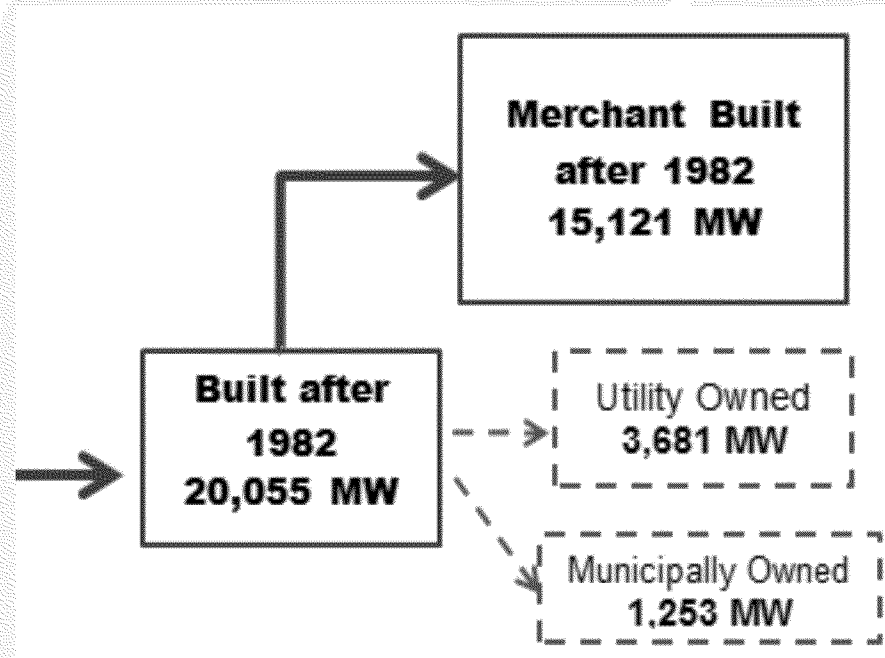 Merchant Built
after 1982
15,121 MW
Built after
1982
20,055 MW
Utility Owned
3,681 MW
Municipally Owned
1,253 MW